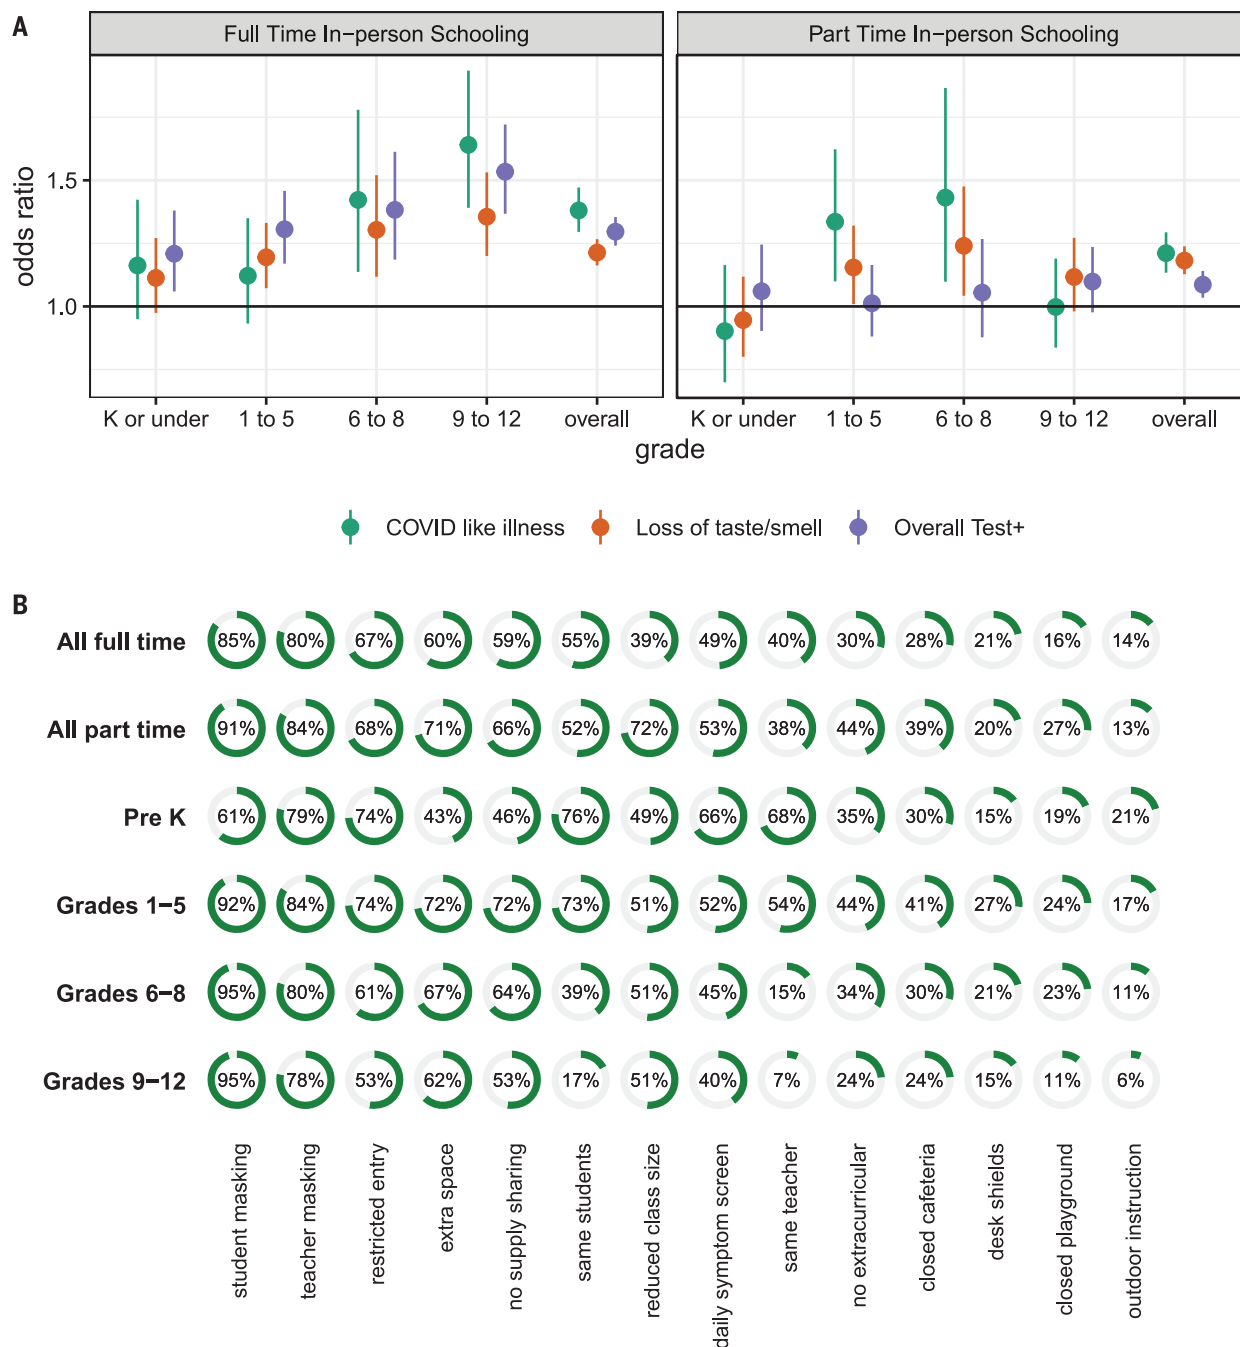 A
Full Time In−person Schooling
Part Time In−person Schooling
odds ratio
1.5
1.0
K or under 1 to 5 6 to 8 9 to 12 overall
K or under 1 to 5 6 to 8 9 to 12 overall
grade
COVID like illness Loss of taste/smell Overall Test+
B
All full time 85% 80% 67% 60% 59% 55% 39% 49% 40% 30% 28% 21% 16% 14%
All part time 91% 84% 68% 71% 66% 52% 72% 53% 38% 44% 39% 20% 27% 13%
Pre K 61% 79% 74% 43% 46% 76% 49% 66% 68% 35% 30% 15% 19% 21%
Grades 1−5 92% 84% 74% 72% 72% 73% 51% 52% 54% 44% 41% 27% 24% 17%
Grades 6−8 95% 80% 61% 67% 64% 39% 51% 45% 15% 34% 30% 21% 23% 11%
Grades 9−12 95% 78% 53% 62% 53% 17% 51% 40% 7% 24% 24% 15% 11% 6%
student masking
teacher masking
restricted entry
extra space
no supply sharing
same students
reduced class size
daily symptom screen
same teacher
no extracurricular
closed cafeteria
desk shields
closed playground
outdoor instruction